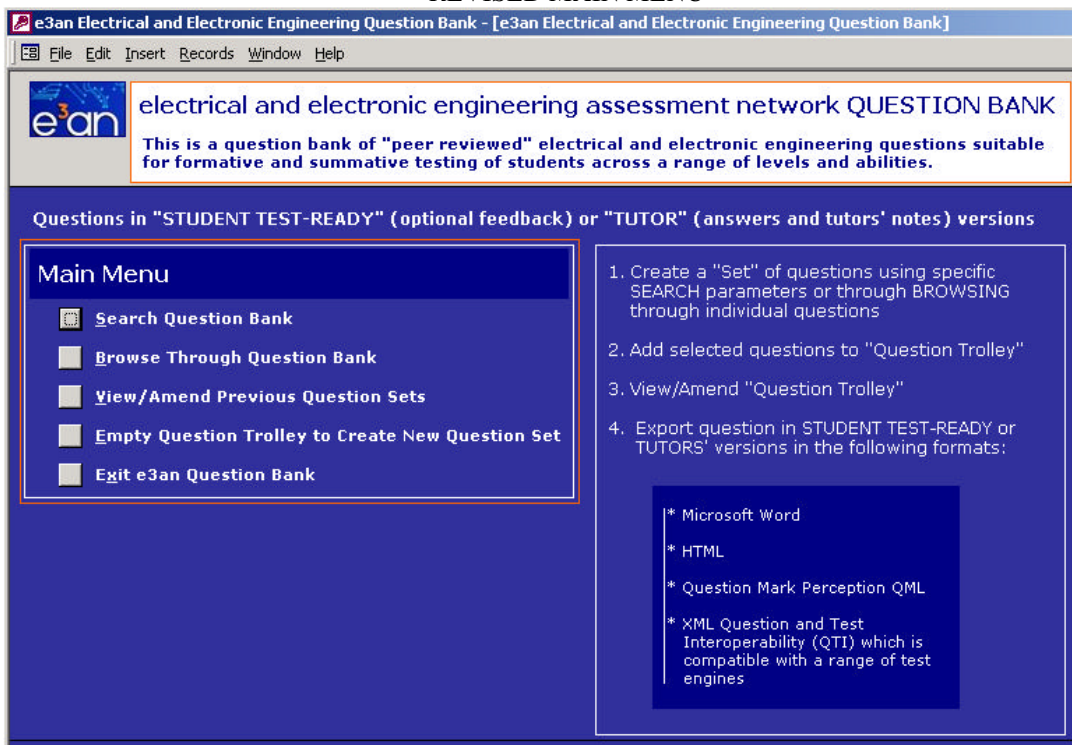 REVISED MAIN MENU
e3an Electrical and Electronic Engineering Question Bank - [e3an Electrical and Electronic Engineering Question Bank]
File Edit Insert Records Window Help
e3an
electrical and electronic engineering assessment network QUESTION BANK
This is a question bank of "peer reviewed" electrical and electronic engineering questions suitable
for formative and summative testing of students across a range of levels and abilities.
Questions in "STUDENT TEST-READY" (optional feedback) or "TUTOR" (answers and tutors' notes) versions
Main Menu
Search Question Bank
Browse Through Question Bank
View/Amend Previous Question Sets
Empty Question Trolley to Create New Question Set
Exit e3an Question Bank
1. Create a "Set" of questions using specific
SEARCH parameters or through BROWSING
through individual questions
2. Add selected questions to "Question Trolley"
3. View/Amend "Question Trolley"
4. Export question in STUDENT TEST-READY or
TUTORS' versions in the following formats:
* Microsoft Word
* HTML
* Question Mark Perception QML
* XML Question and Test
Interoperability (QTI) which is
compatible with a range of test
engines